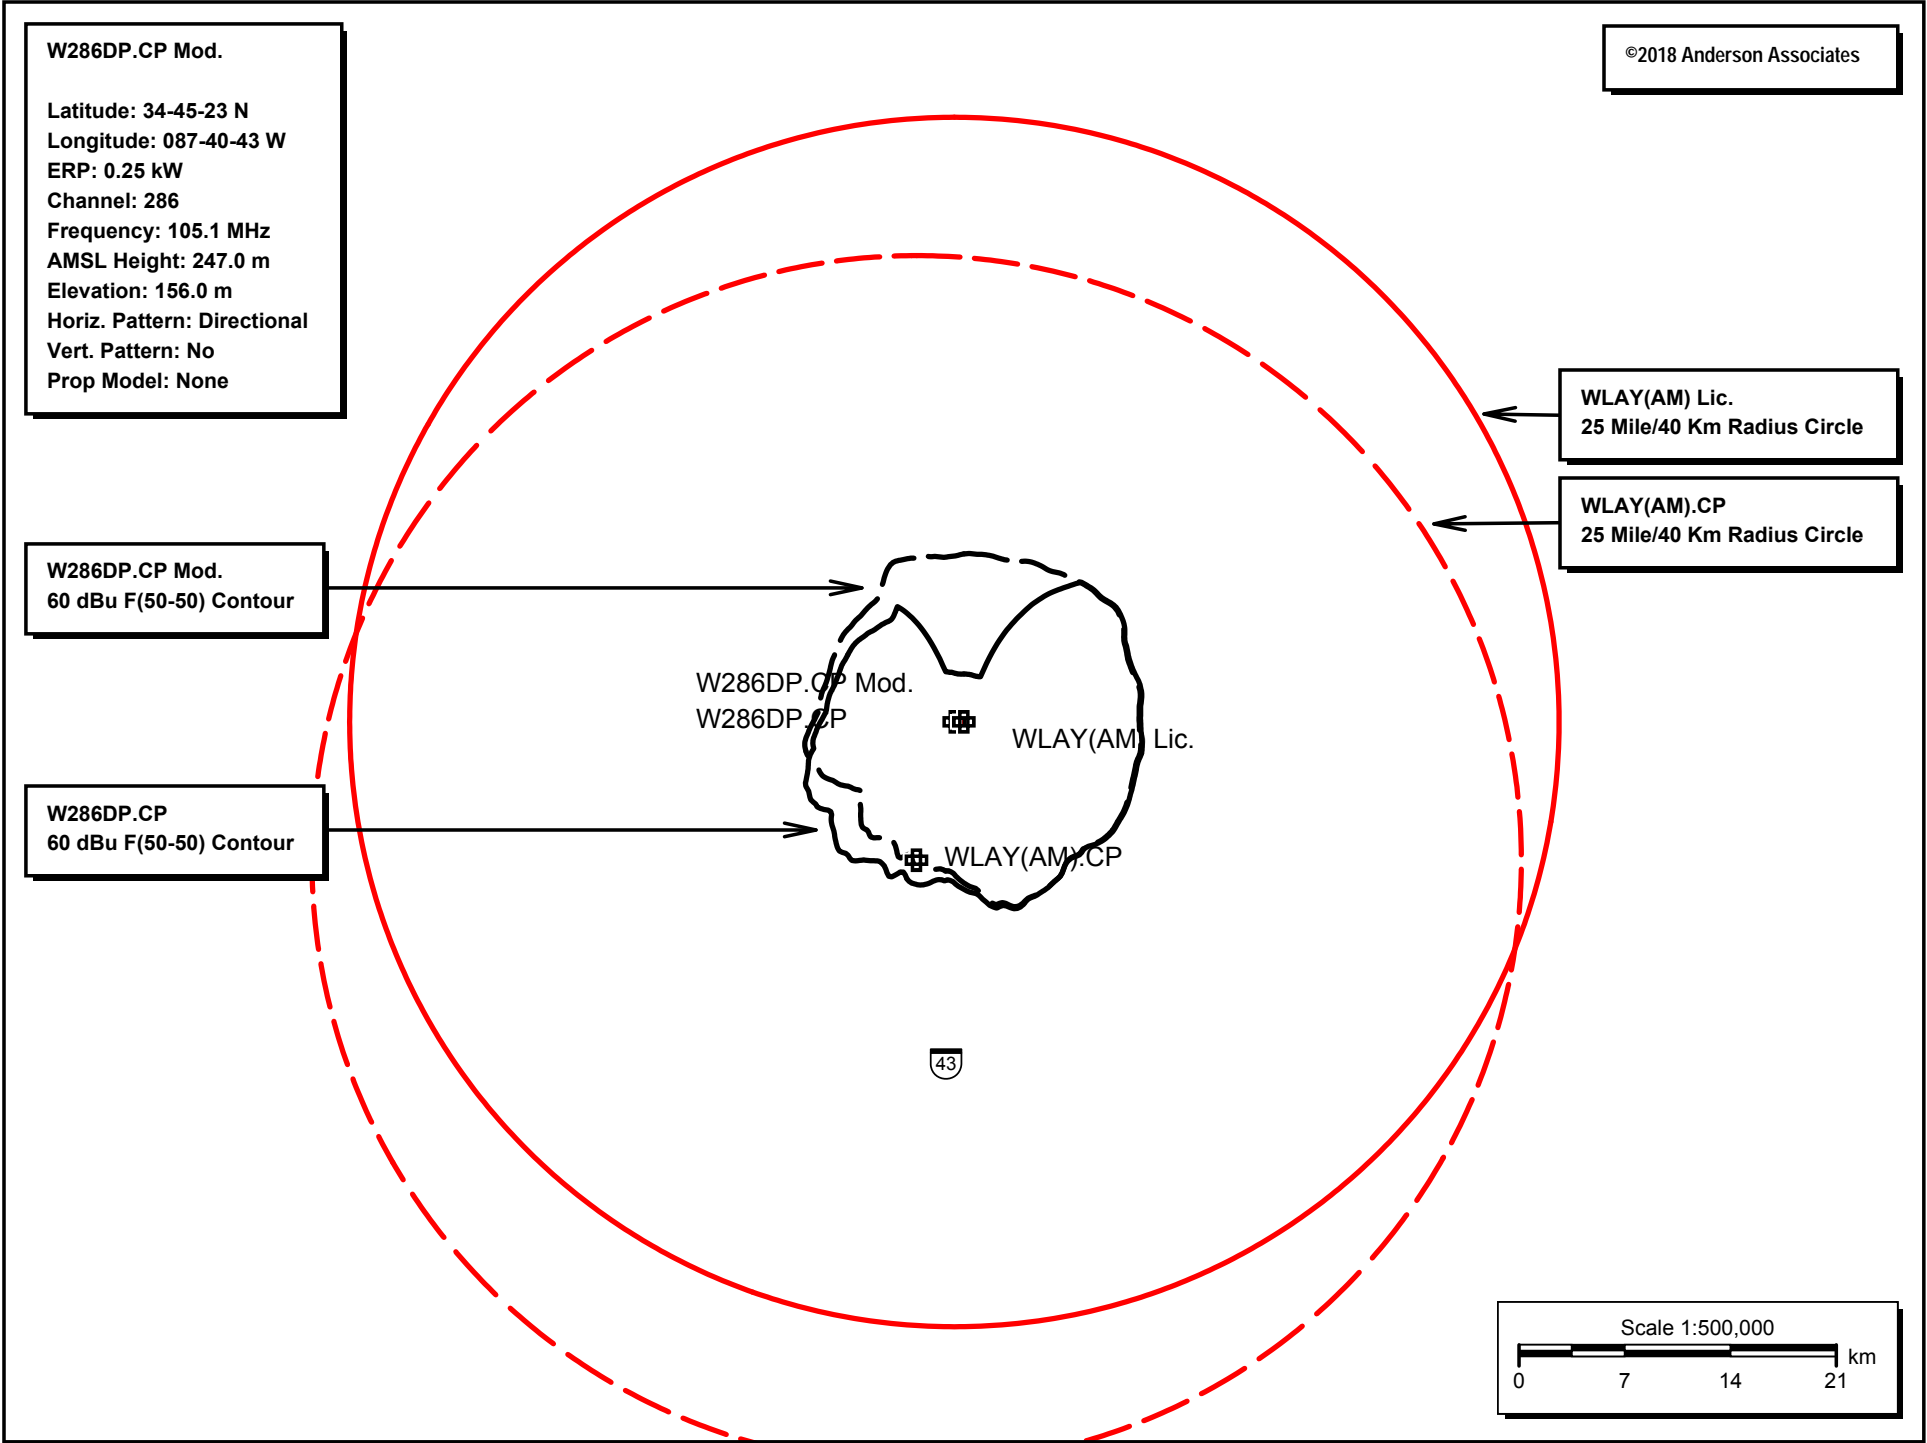 W286DP.CP Mod.
Latitude: 34-45-23 N
Longitude: 087-40-43 W
ERP: 0.25 kW
Channel: 286
Frequency: 105.1 MHz
AMSL Height: 247.0 m
Elevation: 156.0 m
Horiz. Pattern: Directional
Vert. Pattern: No
Prop Model: None
©2018 Anderson Associates
WLAY(AM) Lic.
25 Mile/40 Km Radius Circle
WLAY(AM).CP
25 Mile/40 Km Radius Circle
W286DP.CP Mod.
60 dBu F(50-50) Contour
W286DP.CP Mod.
W286DP.CP
WLAY(AM) Lic.
W286DP.CP
60 dBu F(50-50) Contour
WLAY(AM).CP
43
Scale 1:500,000
km
0 7 14 21